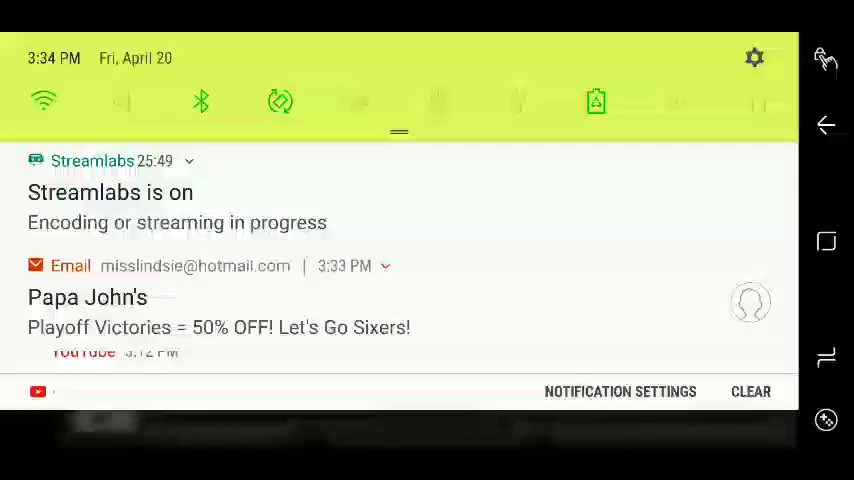 3:34 PM Fri, April 20
Streamlabs 25:49
Streamlabs is on
Encoding or streaming in progress
Email misslindsie@hotmail.com | 3:33 PM
Papa John's
Playoff Victories = 50% OFF! Let's Go Sixers!
YouTube 3:12 PM
NOTIFICATION SETTINGS CLEAR